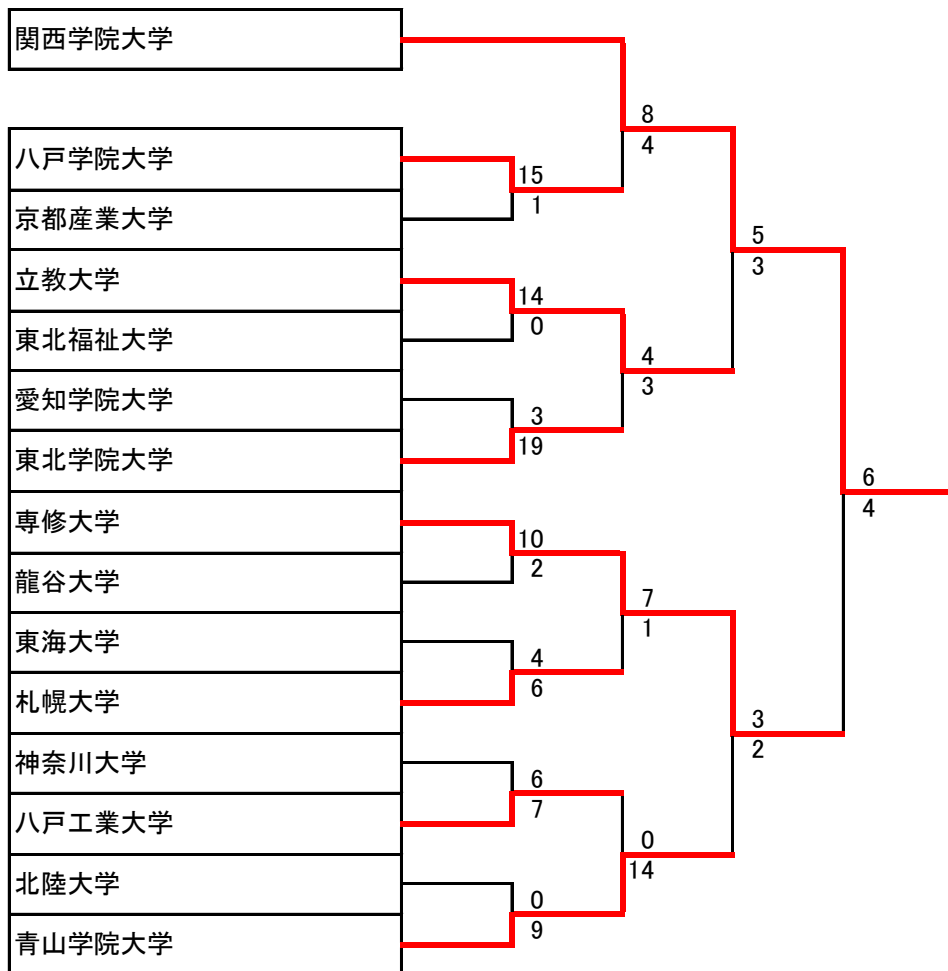 関西学院大学
8
4
八戸学院大学
15
1
京都産業大学
5
3
立教大学
14
0
東北福祉大学
4
3
愛知学院大学
3
19
東北学院大学
6
4
専修大学
10
2
龍谷大学
7
1
東海大学
4
6
札幌大学
3
2
神奈川大学
6
7
八戸工業大学
0
14
北陸大学
0
9
青山学院大学